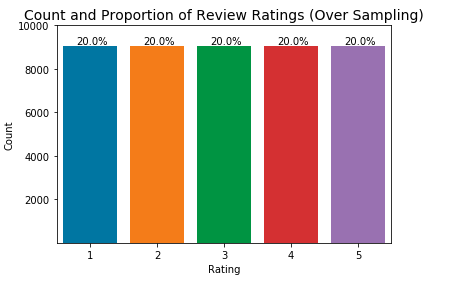 Count and Proportion of Review Ratings (Over Sampling)
10000
8000
6000
4000
2000
Count
20.0% 20.0% 20.0% 20.0% 20.0%
1 2 3 4 5
Rating